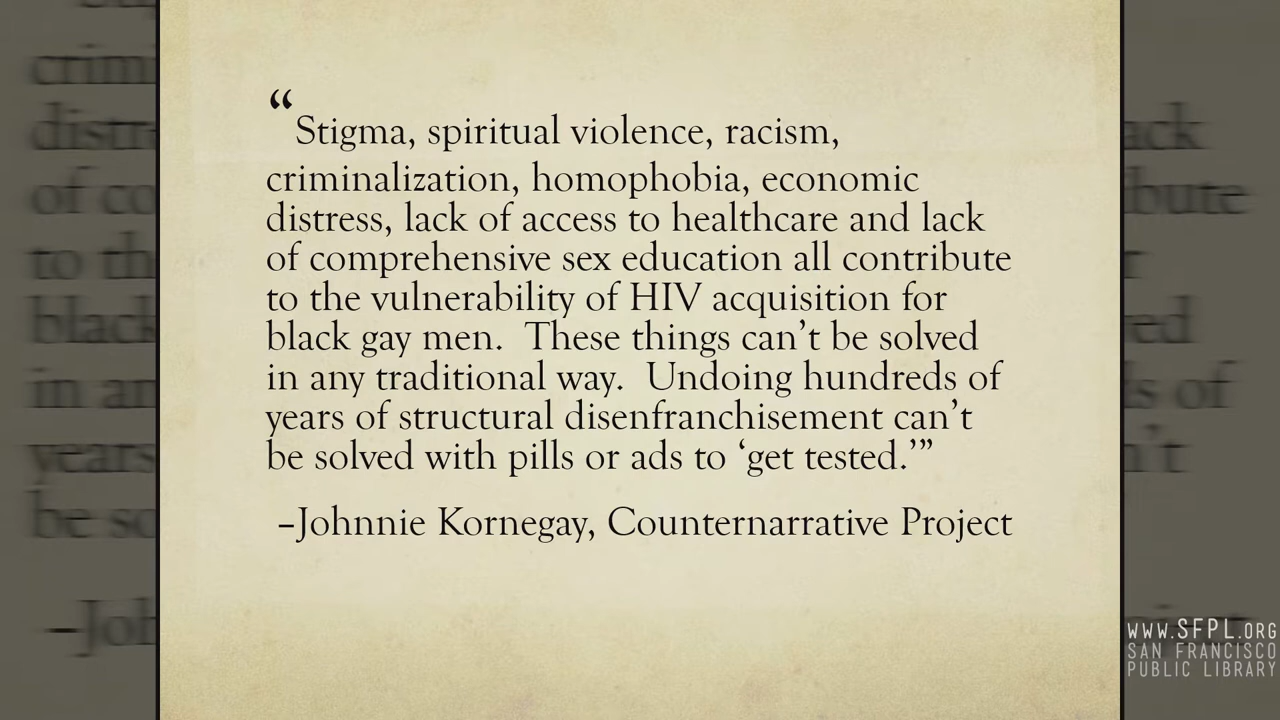 “Stigma, spiritual violence, racism,
criminalization, homophobia, economic
distress, lack of access to healthcare and lack
of comprehensive sex education all contribute
to the vulnerability of HIV acquisition for
black gay men.  These things can’t be solved
in any traditional way.  Undoing hundreds of
years of structural disenfranchisement can’t
be solved with pills or ads to ‘get tested.’”
–Johnnie Kornegay, Counternarrative Project
WWW.SFPL.ORG
SAN FRANCISCO
PUBLIC LIBRARY